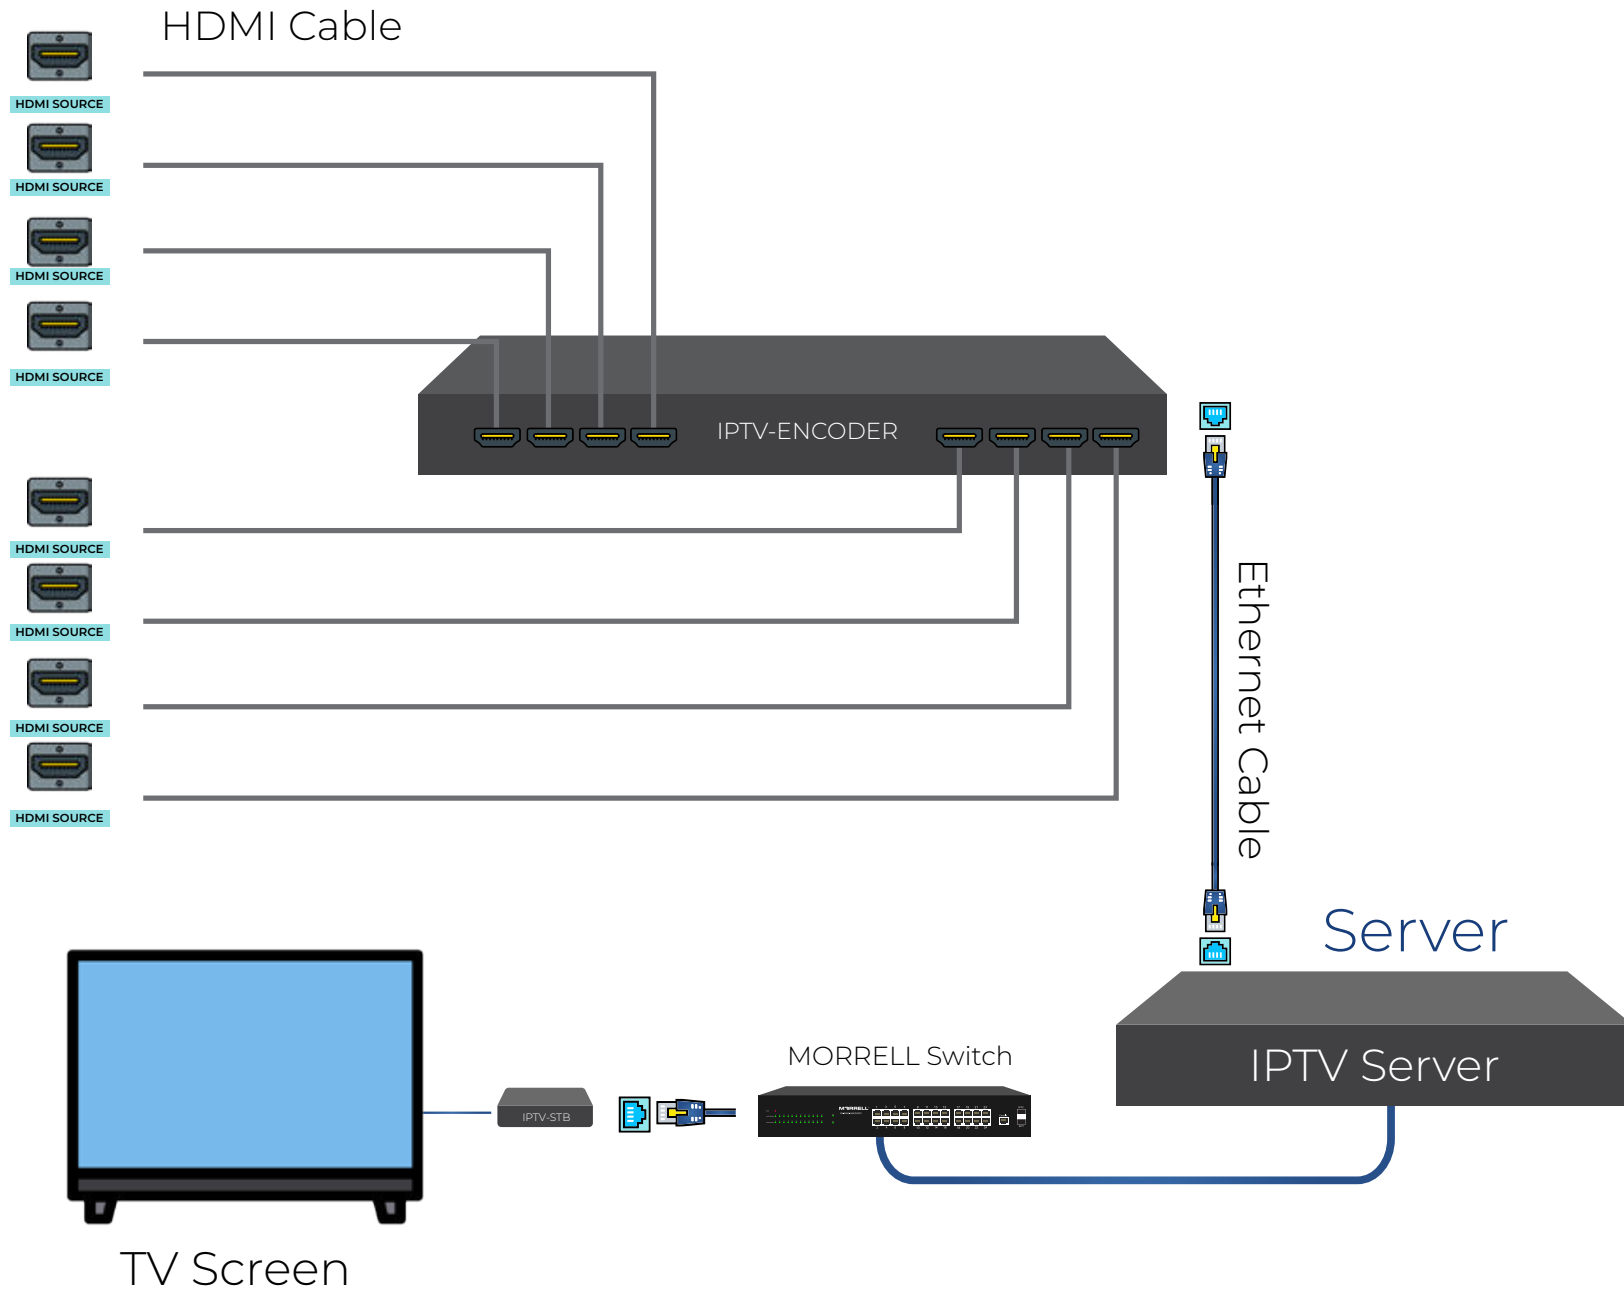 HDMI Cable
HDMI SOURCE
HDMI SOURCE
HDMI SOURCE
HDMI SOURCE
IPTV-ENCODER
HDMI SOURCE
HDMI SOURCE
HDMI SOURCE
HDMI SOURCE
Ethernet Cable
Server
IPTV Server
MORRELL Switch
MORRELL
IPTV-STB
TV Screen